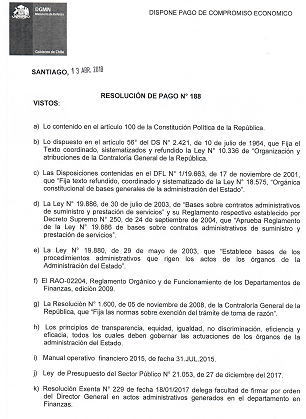 DGMN
Ministerio de Defensa
Gobierno de Chile
DISPONE PAGO DE COMPROMISO ECONOMICO
SANTIAGO, 13 ABR. 2018
RESOLUCIÓN DE PAGO N° 188
VISTOS:
a) Lo contenido en el artículo 100 de la Constitución Política de la República.
b) Lo dispuesto en el artículo 56° del DS N° 2.421, de 10 de julio de 1964, que Fija el
Texto coordinado, sistematizados y refundido la Ley N° 10.336 de "Organización y
atribuciones de la Contraloría General de la República.
c) Las Disposiciones contenidas en el DFL N° 1/19.663, de 17 de noviembre de 2001,
que "Fija texto refundido, coordinado y sistematizado de la Ley N° 18.575, "Orgánica
constitucional de bases generales de la administración del Estado".
d) La Ley N° 19.886, de 30 de julio de 2003, de "Bases sobre contratos administrativos
de suministro y prestación de servicios" y su Reglamento respectivo establecido por
Decreto Supremo N° 250, de 24 de septiembre de 2004, que "Aprueba Reglamento
de la Ley N° 19.886 de bases sobre contratos administrativos de suministro y
prestación de servicios".
e) La Ley N° 19.880, de 29 de mayo de 2003, que "Establece bases de los
procedimientos administrativos que rigen los actos de los órganos de la
Administración del Estado".
f) El RAO-02204, Reglamento Orgánico y de Funcionamiento de los Departamentos de
Finanzas, edición 2009.
g) La Resolución N° 1.600, de 05 de noviembre de 2008, de la Contraloría General de la
República, que "Fija las normas sobre exención del trámite de toma de razón".
h) Los principios de transparencia, equidad, igualdad, no discriminación, eficiencia y
eficacia, todos los cuales deben gobernar las actuaciones de los órganos de la
administración del Estado.
i) Manual operativo financiero 2015, de fecha 31.JUL.2015.
j) Ley de Presupuesto del Sector Público N° 21.053, de 27 de diciembre de 2017.
k) Resolución Exenta N° 229 de fecha 18/01/2017 delega facultad de firmar por orden
del Director General en actos administrativos generados en el departamento en
Finanzas.